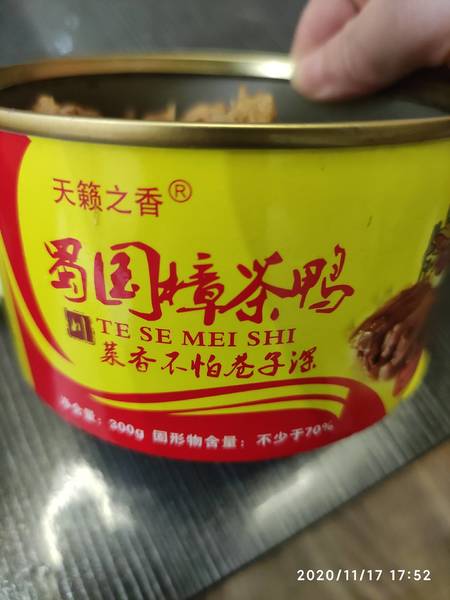 天籁之香®
蜀国樟茶鸭
TE SE MEI SHI
菜香不怕巷子深
净含量：300g 固形物含量：不少于70%
2020/11/17 17:52